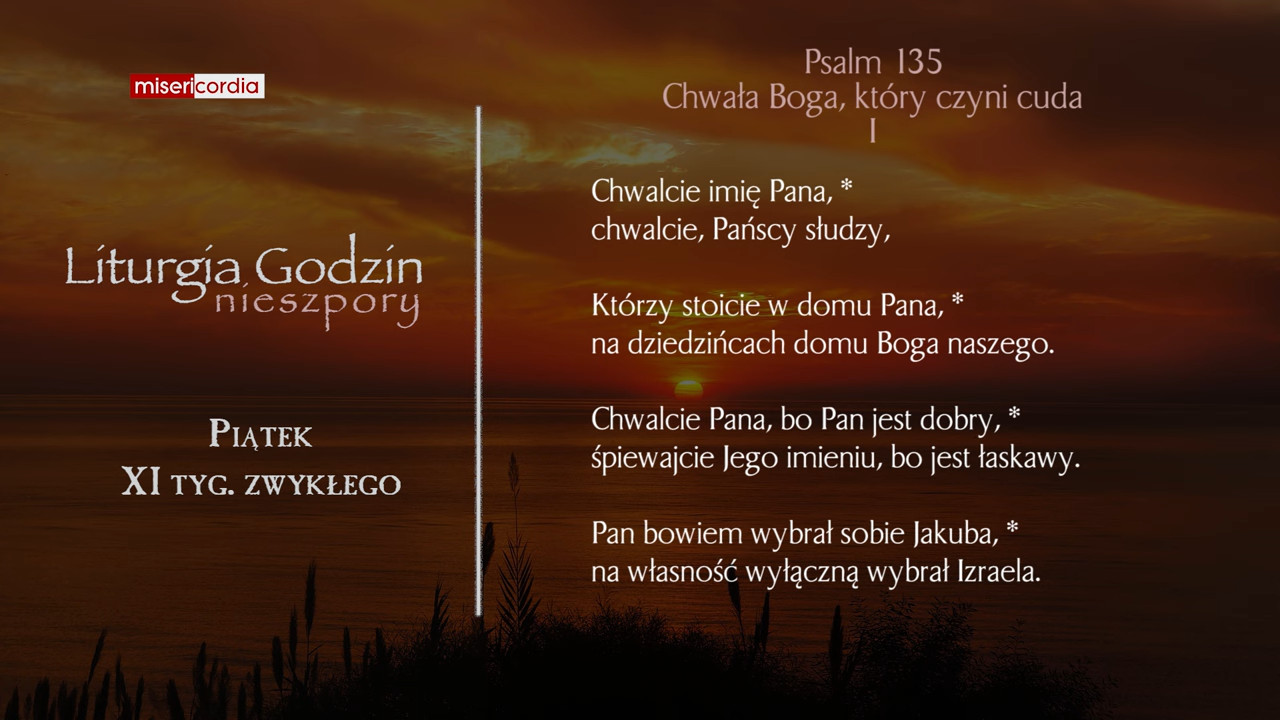 misericordia
Liturgia Godzin
nieszpory
Piątek
XI tyg. zwykłego
Psalm 135
Chwała Boga, który czyni cuda
I
Chwalcie imię Pana, *
chwalcie, Pańscy słudzy,
Którzy stoicie w domu Pana, *
na dziedzińcach domu Boga naszego.
Chwalcie Pana, bo Pan jest dobry, *
śpiewajcie Jego imieniu, bo jest łaskawy.
Pan bowiem wybrał sobie Jakuba, *
na własność wyłączną wybrał Izraela.